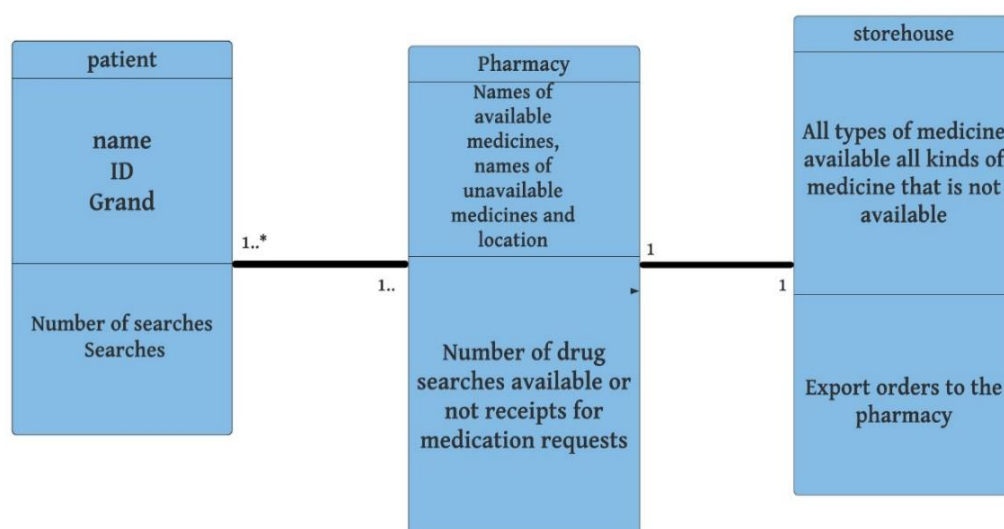 patient
name
ID
Grand
Number of searches
Searches
1..*
1..
Pharmacy
Names of
available
medicines,
names of
unavailable
medicines and
location
Number of drug
searches available or
not receipts for
medication requests
1
1
storehouse
All types of medicine
available all kinds of
medicine that is not
available
Export orders to the
pharmacy